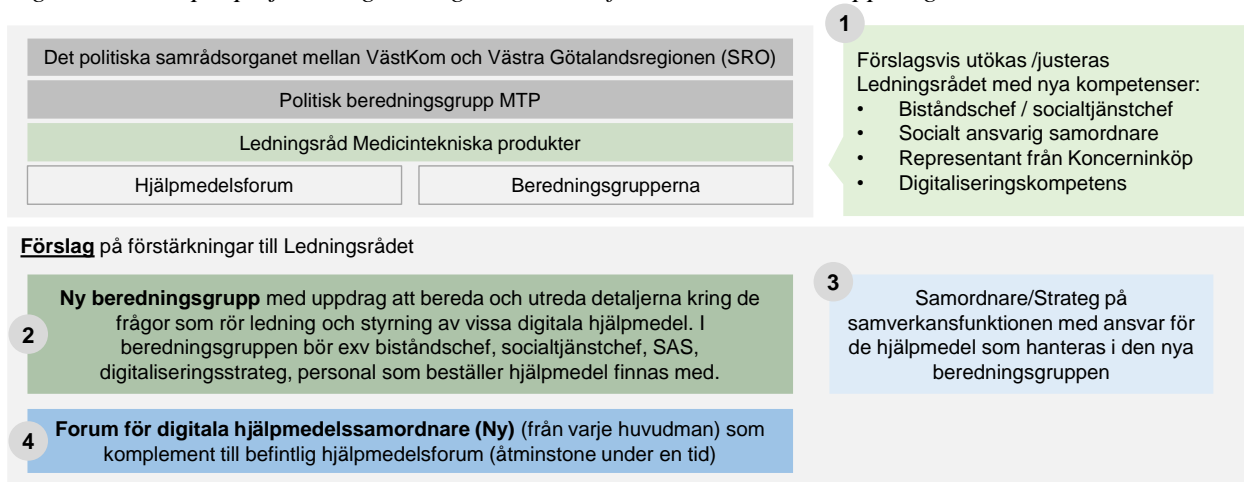 1
Det politiska samrådsorganet mellan VästKom och Västra Götalandsregionen (SRO)
Politisk beredningsgrupp MTP
Ledningsråd Medicintekniska produkter
Hjälpmedelsforum
Beredningsgrupperna
Förslagsvis utökas /justeras
Ledningsrådet med nya kompetenser:
• Biståndschef / socialtjänstchef
• Socialt ansvarig samordnare
• Representant från Koncerninköp
• Digitaliseringskompetens
Förslag på förstärkningar till Ledningsrådet
2
Ny beredningsgrupp med uppdrag att bereda och utreda detaljerna kring de
frågor som rör ledning och styrning av vissa digitala hjälpmedel. I
beredningsgruppen bör exv biståndschef, socialtjänstchef, SAS,
digitaliseringsstrateg, personal som beställer hjälpmedel finnas med.
3
Samordnare/Strateg på
samverkansfunktionen med ansvar för
de hjälpmedel som hanteras i den nya
beredningsgruppen
4
Forum för digitala hjälpmedelssamordnare (Ny) (från varje huvudman) som
komplement till befintlig hjälpmedelsforum (åtminstone under en tid)